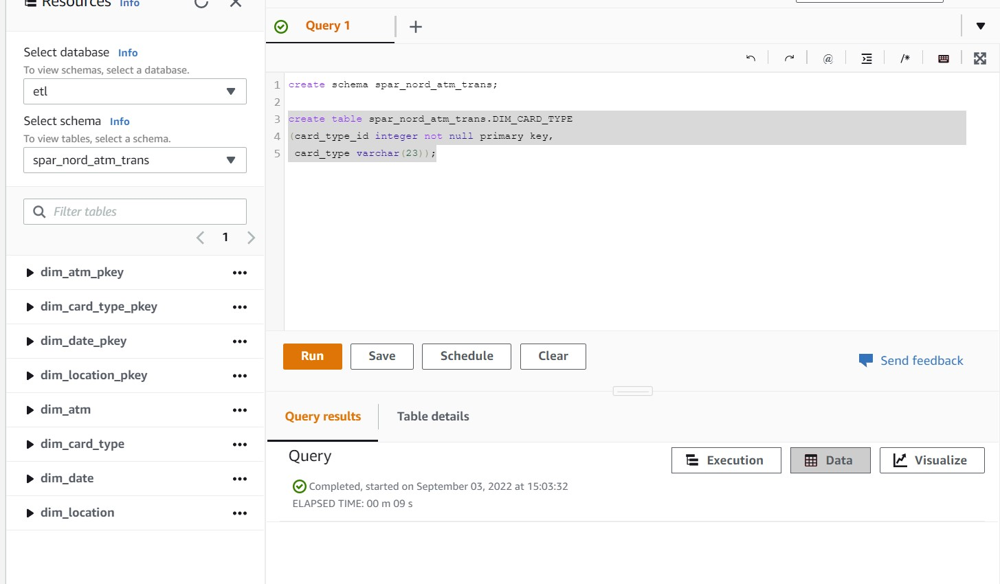 Resources Info
Select database Info
To view schemas, select a database.
etl
Select schema Info
To view tables, select a schema.
spar_nord_atm_trans
Filter tables
1
dim_atm_pkey
dim_card_type_pkey
dim_date_pkey
dim_location_pkey
dim_atm
dim_card_type
dim_date
dim_location
Query 1
@
/*
1 create schema spar_nord_atm_trans;
2
3 create table spar_nord_atm_trans.DIM_CARD_TYPE
4 (card_type_id integer not null primary key,
5 card_type varchar(23));
Run Save Schedule Clear
Send feedback
Query results Table details
Query
Execution Data Visualize
Completed, started on September 03, 2022 at 15:03:32
ELAPSED TIME: 00 m 09 s